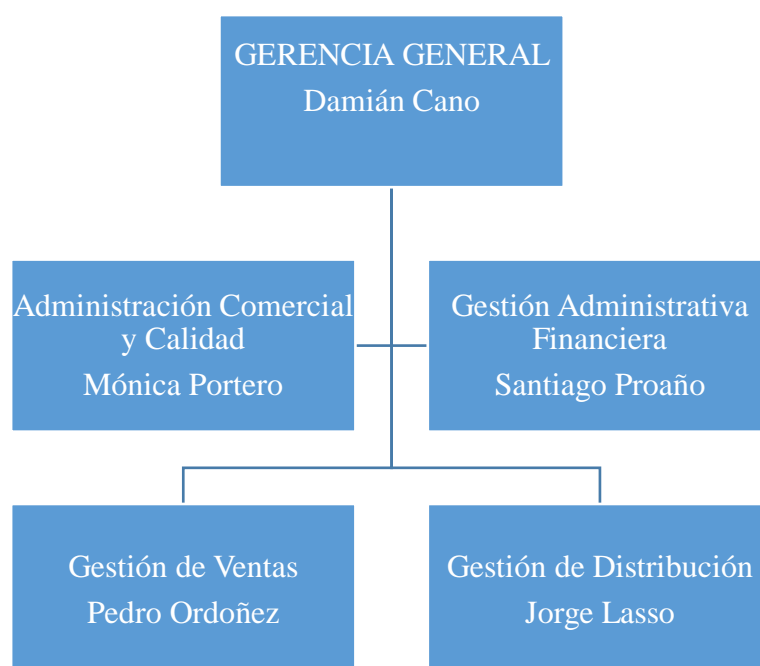 GERENCIA GENERAL
Damián Cano
Administración Comercial
y Calidad
Mónica Portero
Gestión Administrativa
Financiera
Santiago Proaño
Gestión de Ventas
Pedro Ordoñez
Gestión de Distribución
Jorge Lasso